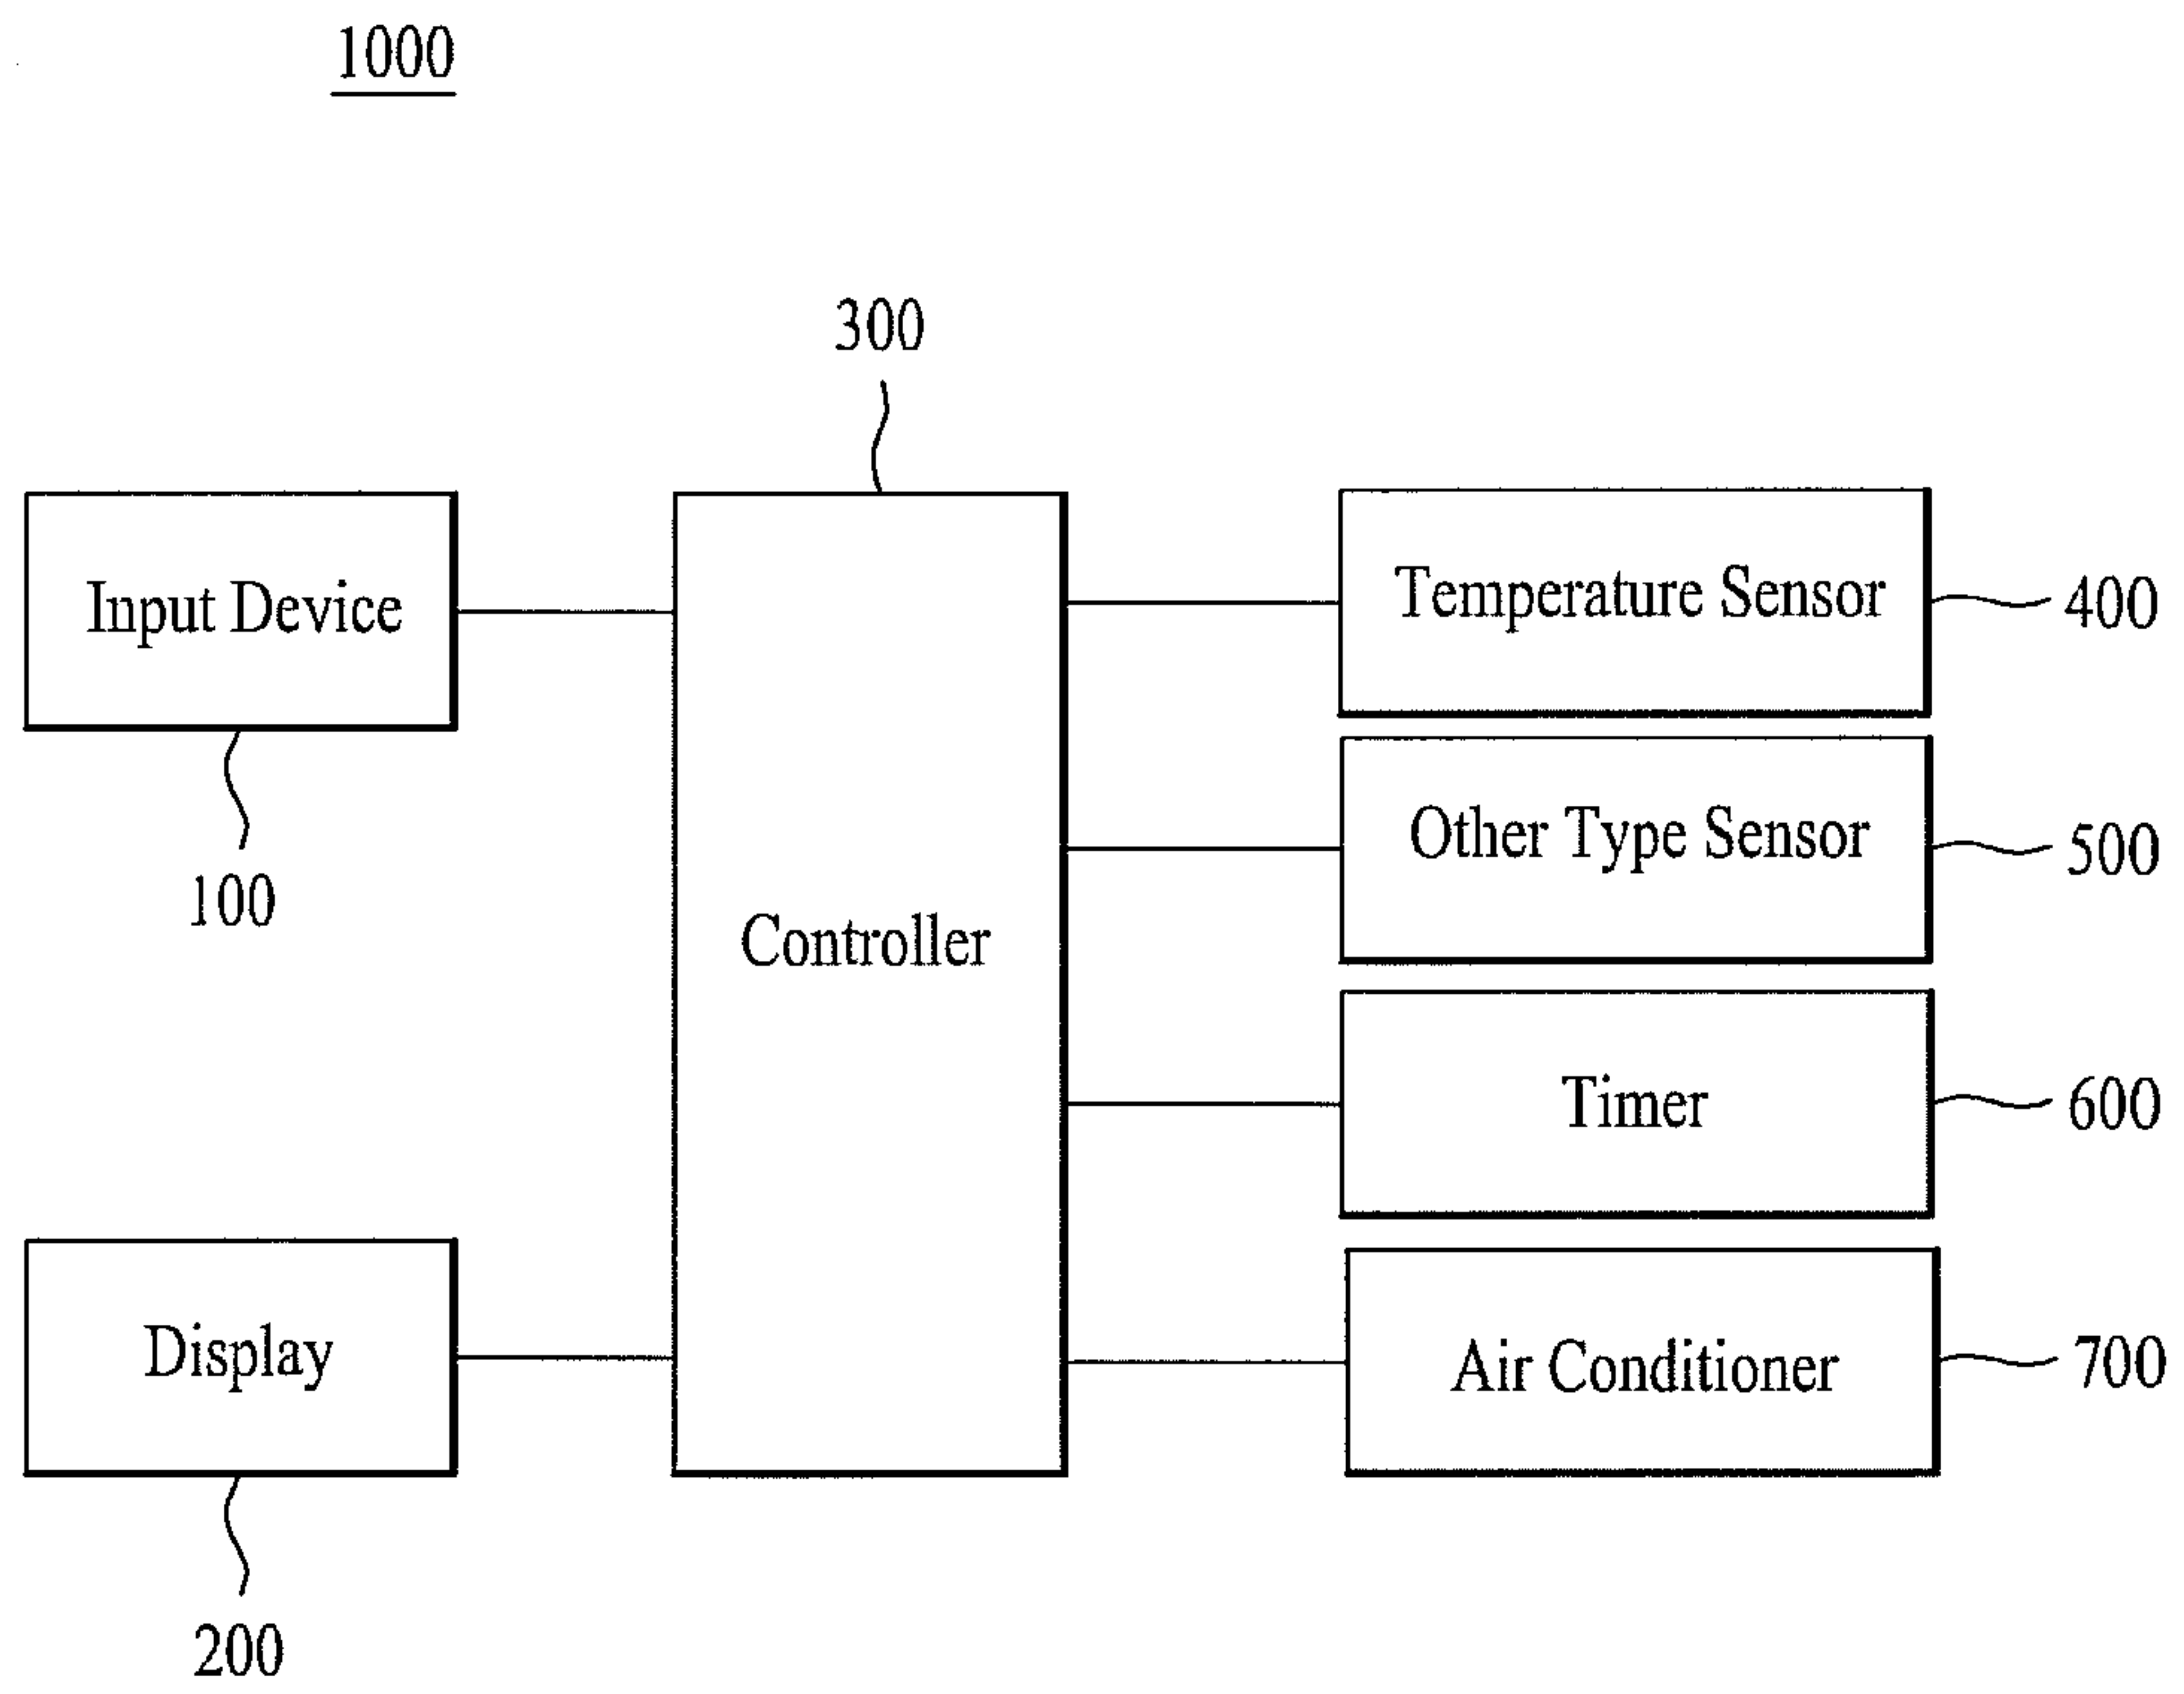 1000
300
Input Device
100
Controller
Temperature Sensor
400
Other Type Sensor
500
Timer
600
Display
200
Air Conditioner
700